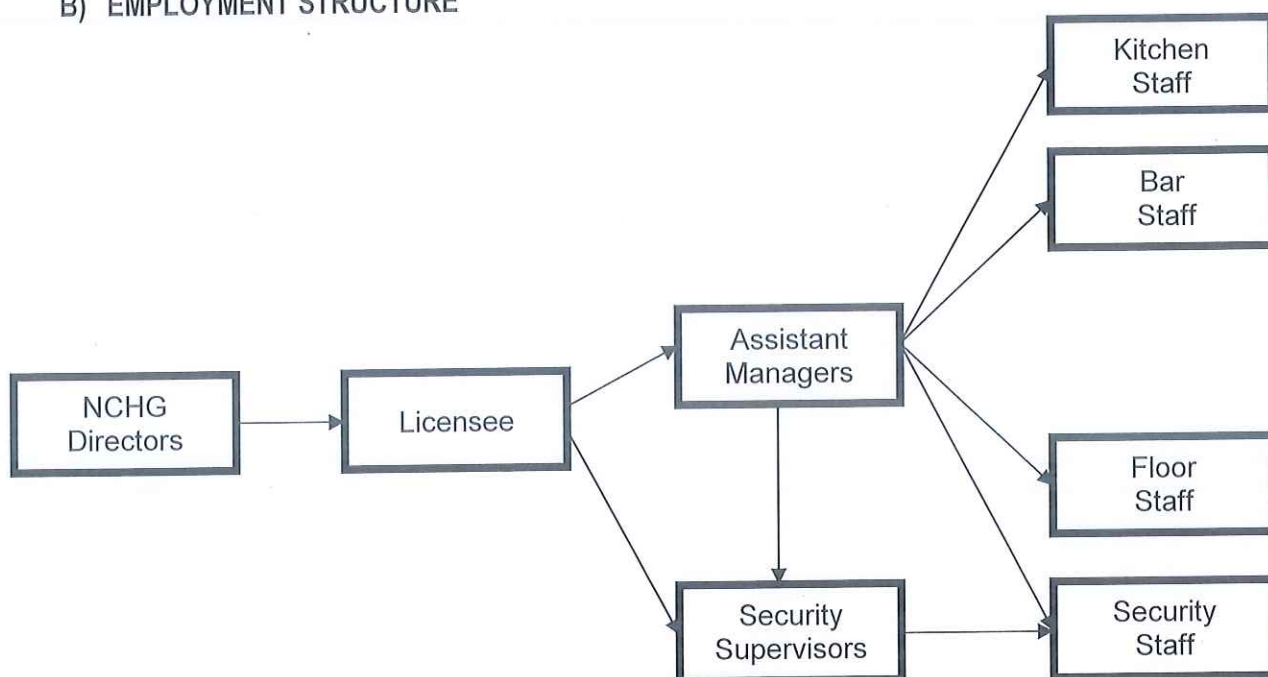 B) EMPLOYMENT STRUCTURE
Kitchen
Staff
Bar
Staff
Assistant
Managers
NCHG
Directors
Licensee
Floor
Staff
Security
Supervisors
Security
Staff